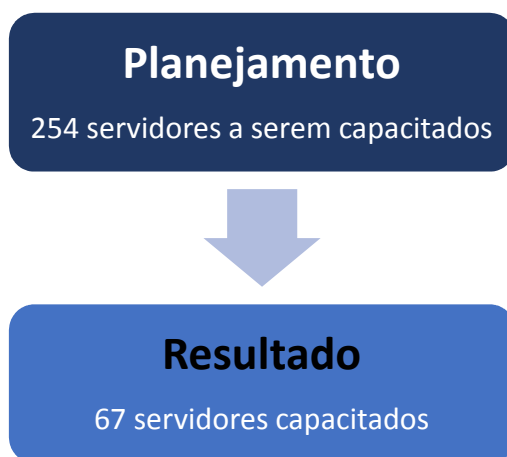 Planejamento
254 servidores a serem capacitados
Resultado
67 servidores capacitados